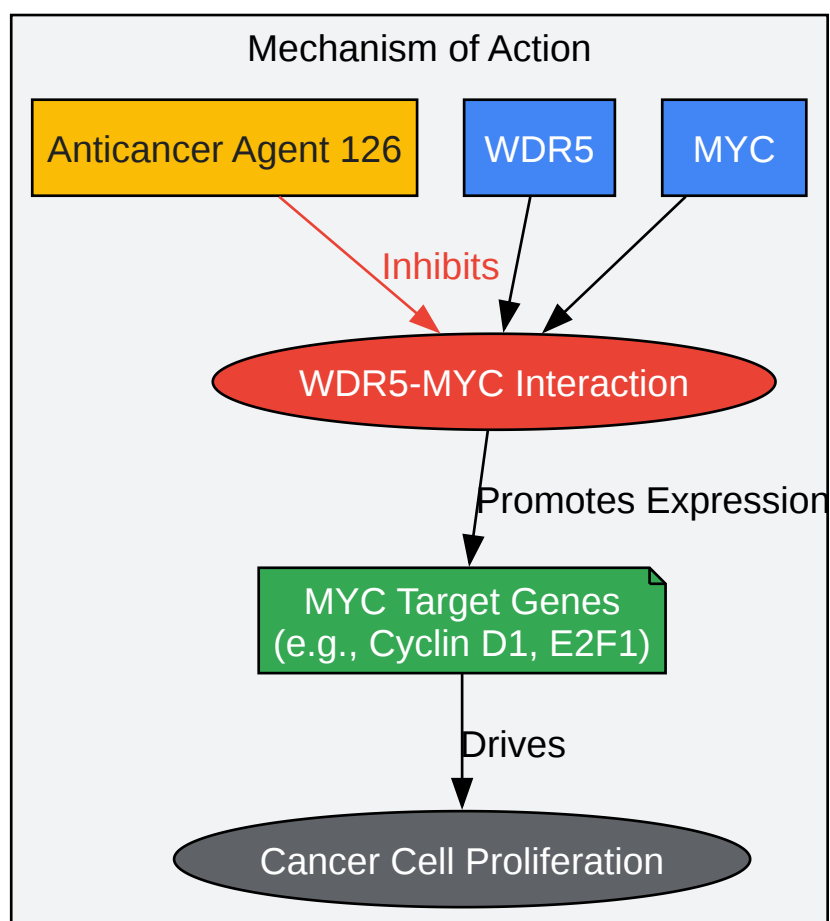 Mechanism of Action
Anticancer Agent 126
WDR5
MYC
Inhibits
WDR5-MYC Interaction
Promotes Expression
MYC Target Genes
(e.g., Cyclin D1, E2F1)
Drives
Cancer Cell Proliferation